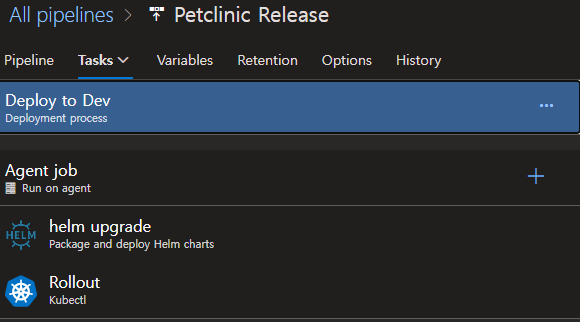 All pipelines > Petclinic Release
Pipeline Tasks Variables Retention Options History
Deploy to Dev
Deployment process
Agent job
Run on agent
HELM
helm upgrade
Package and deploy Helm charts
Rollout
Kubectl